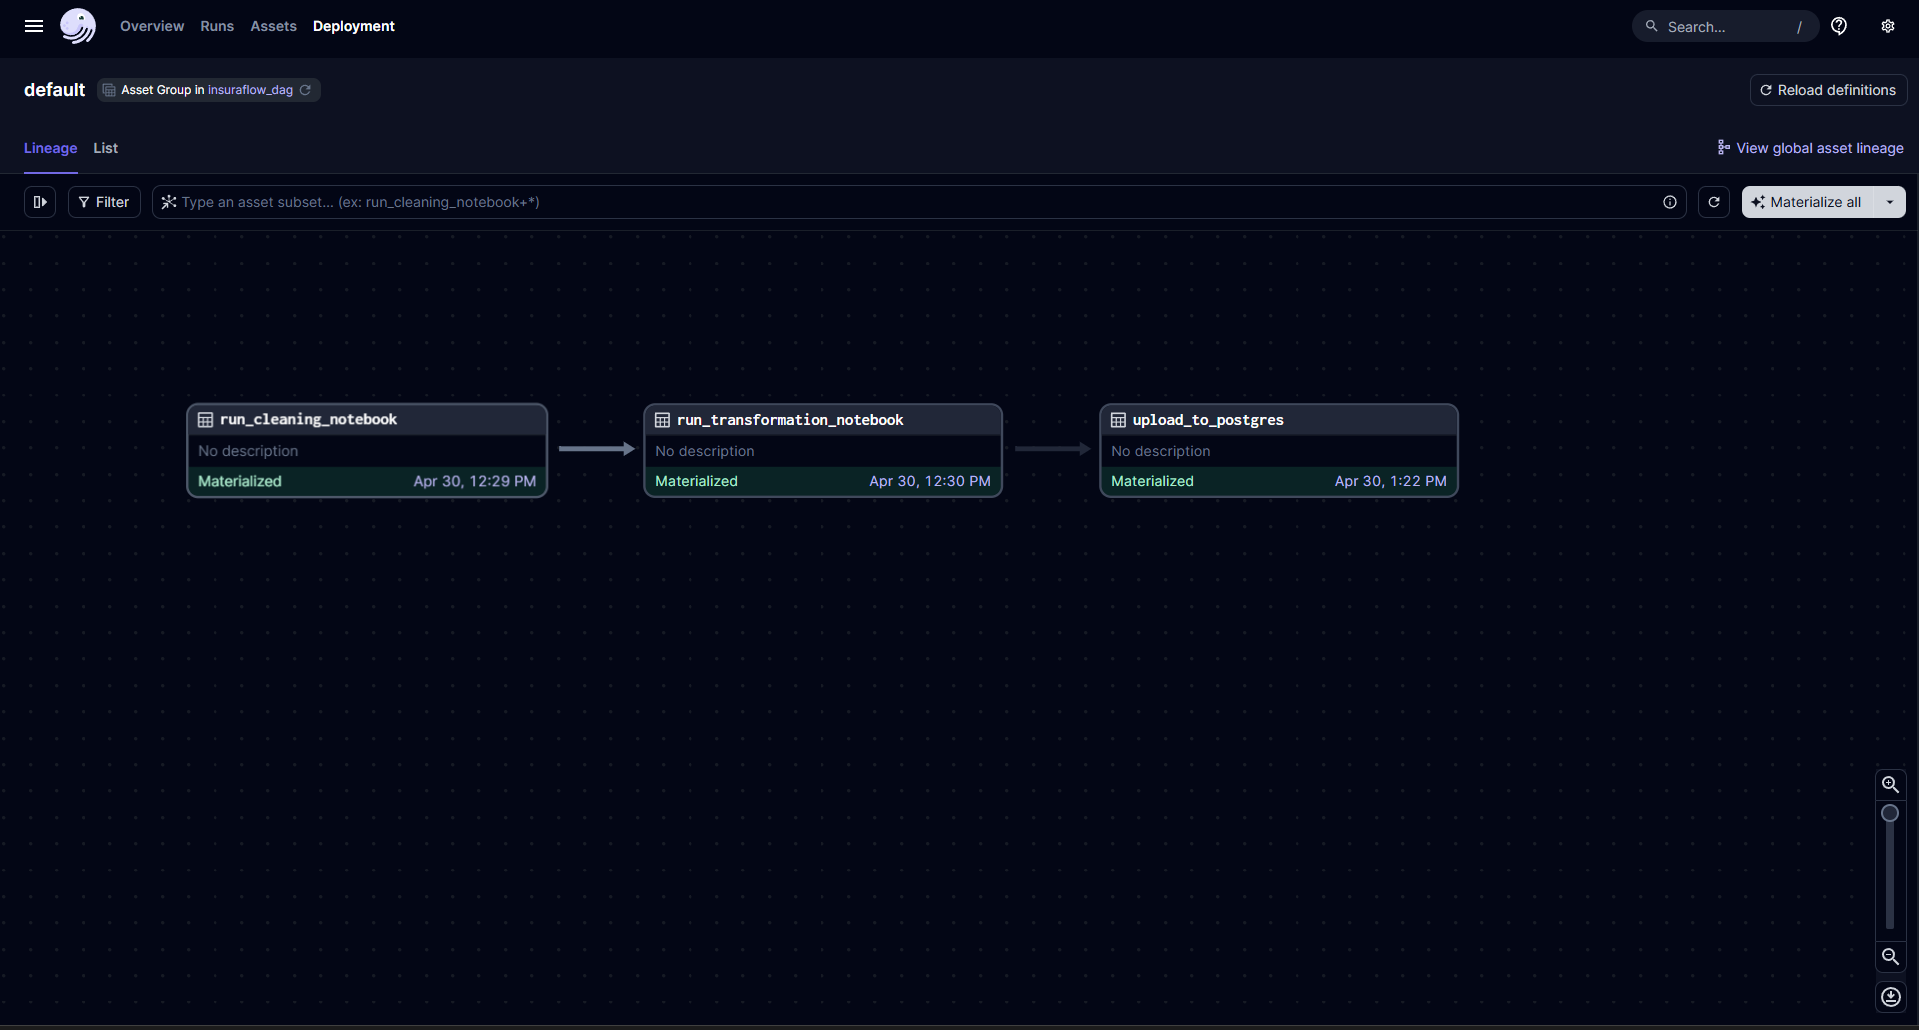 Overview Runs Assets Deployment Search... /
default Asset Group in insuraflow_dag Reload definitions
Lineage List View global asset lineage
Filter Type an asset subset... (ex: run_cleaning_notebook+*) Materialize all
run_cleaning_notebook
No description
Materialized Apr 30, 12:29 PM
run_transformation_notebook
No description
Materialized Apr 30, 12:30 PM
upload_to_postgres
No description
Materialized Apr 30, 1:22 PM